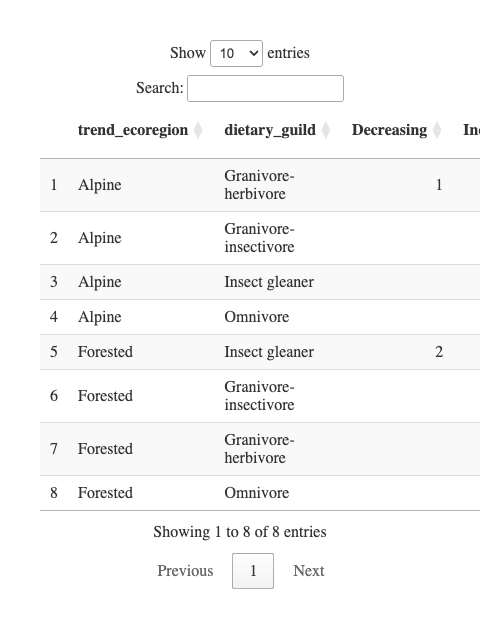 Show 10 entries
Search:
trend_ecoregion dietary_guild Decreasing In
1 Alpine Granivore-
herbivore 1
2 Alpine Granivore-
insectivore
3 Alpine Insect gleaner
4 Alpine Omnivore
5 Forested Insect gleaner 2
6 Forested Granivore-
insectivore
7 Forested Granivore-
herbivore
8 Forested Omnivore
Showing 1 to 8 of 8 entries
Previous 1 Next